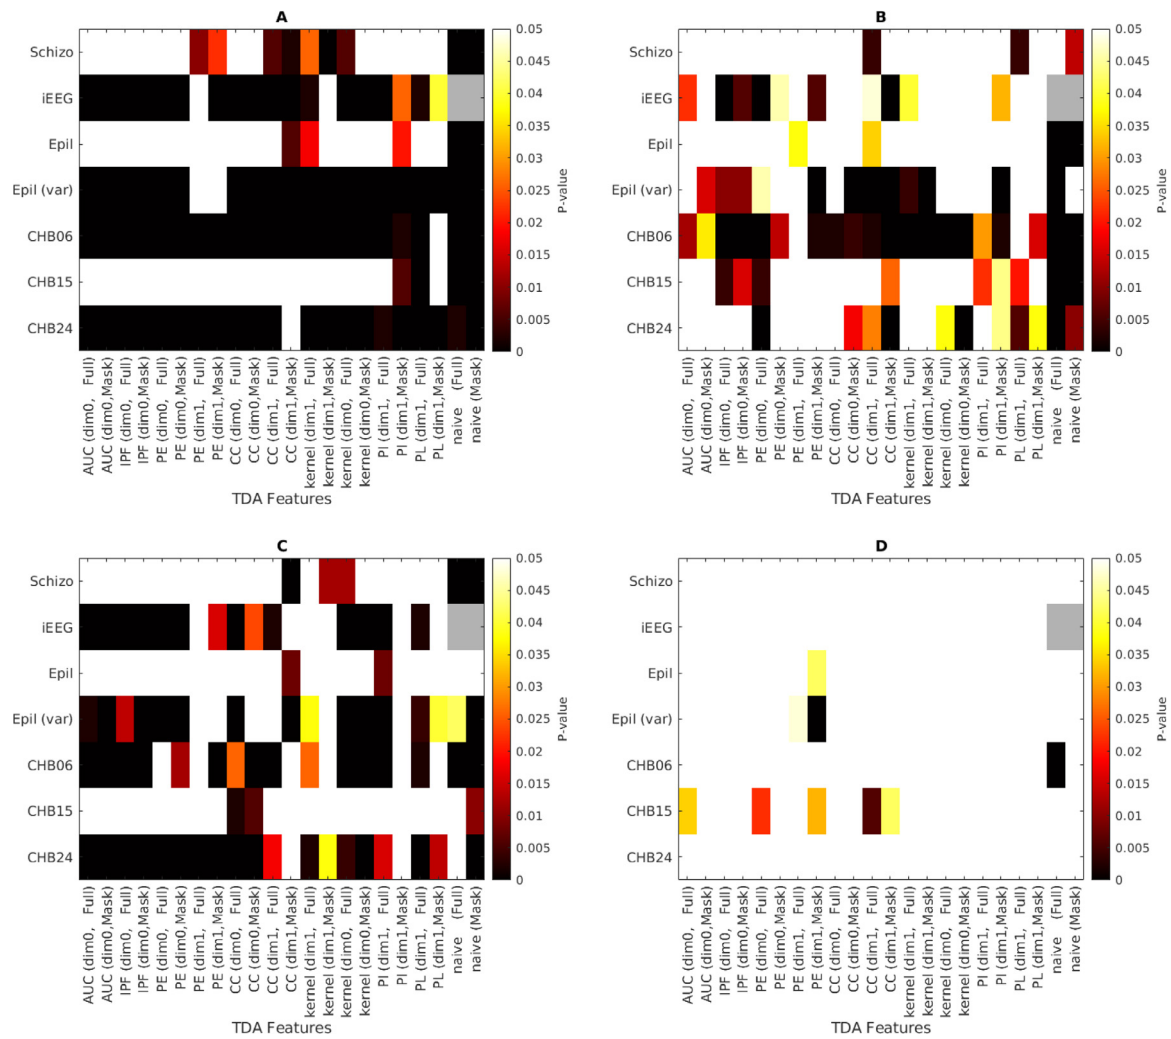 A
Schizo
iEEG
Epil
Epil (var)
CHB06
CHB15
CHB24
AUC (dim0, Full)
AUC (dim0,Mask)
IPF (dim0, Full)
IPF (dim0,Mask)
PE (dim0, Full)
PE (dim0,Mask)
PE (dim1, Full)
PE (dim1,Mask)
CC (dim0, Full)
CC (dim0,Mask)
CC (dim1, Full)
CC (dim1,Mask)
kernel (dim1, Full)
kernel (dim1,Mask)
kernel (dim0, Full)
kernel (dim0,Mask)
PI (dim1, Full)
PI (dim1,Mask)
PL (dim1, Full)
PL (dim1,Mask)
naive (Full)
naive (Mask)
TDA Features
0.05
0.045
0.04
0.035
0.03
0.025
0.02
0.015
0.01
0.005
0
P-value
B
Schizo
iEEG
Epil
Epil (var)
CHB06
CHB15
CHB24
AUC (dim0, Full)
AUC (dim0,Mask)
IPF (dim0, Full)
IPF (dim0,Mask)
PE (dim0, Full)
PE (dim0,Mask)
PE (dim1, Full)
PE (dim1,Mask)
CC (dim0, Full)
CC (dim0,Mask)
CC (dim1, Full)
CC (dim1,Mask)
kernel (dim1, Full)
kernel (dim1,Mask)
kernel (dim0, Full)
kernel (dim0,Mask)
PI (dim1, Full)
PI (dim1,Mask)
PL (dim1, Full)
PL (dim1,Mask)
naive (Full)
naive (Mask)
TDA Features
0.05
0.045
0.04
0.035
0.03
0.025
0.02
0.015
0.01
0.005
0
P-value
C
Schizo
iEEG
Epil
Epil (var)
CHB06
CHB15
CHB24
AUC (dim0, Full)
AUC (dim0,Mask)
IPF (dim0, Full)
IPF (dim0,Mask)
PE (dim0, Full)
PE (dim0,Mask)
PE (dim1, Full)
PE (dim1,Mask)
CC (dim0, Full)
CC (dim0,Mask)
CC (dim1, Full)
CC (dim1,Mask)
kernel (dim1, Full)
kernel (dim1,Mask)
kernel (dim0, Full)
kernel (dim0,Mask)
PI (dim1, Full)
PI (dim1,Mask)
PL (dim1, Full)
PL (dim1,Mask)
naive (Full)
naive (Mask)
TDA Features
0.05
0.045
0.04
0.035
0.03
0.025
0.02
0.015
0.01
0.005
0
P-value
D
Schizo
iEEG
Epil
Epil (var)
CHB06
CHB15
CHB24
AUC (dim0, Full)
AUC (dim0,Mask)
IPF (dim0, Full)
IPF (dim0,Mask)
PE (dim0, Full)
PE (dim0,Mask)
PE (dim1, Full)
PE (dim1,Mask)
CC (dim0, Full)
CC (dim0,Mask)
CC (dim1, Full)
CC (dim1,Mask)
kernel (dim1, Full)
kernel (dim1,Mask)
kernel (dim0, Full)
kernel (dim0,Mask)
PI (dim1, Full)
PI (dim1,Mask)
PL (dim1, Full)
PL (dim1,Mask)
naive (Full)
naive (Mask)
TDA Features
0.05
0.045
0.04
0.035
0.03
0.025
0.02
0.015
0.01
0.005
0
P-value